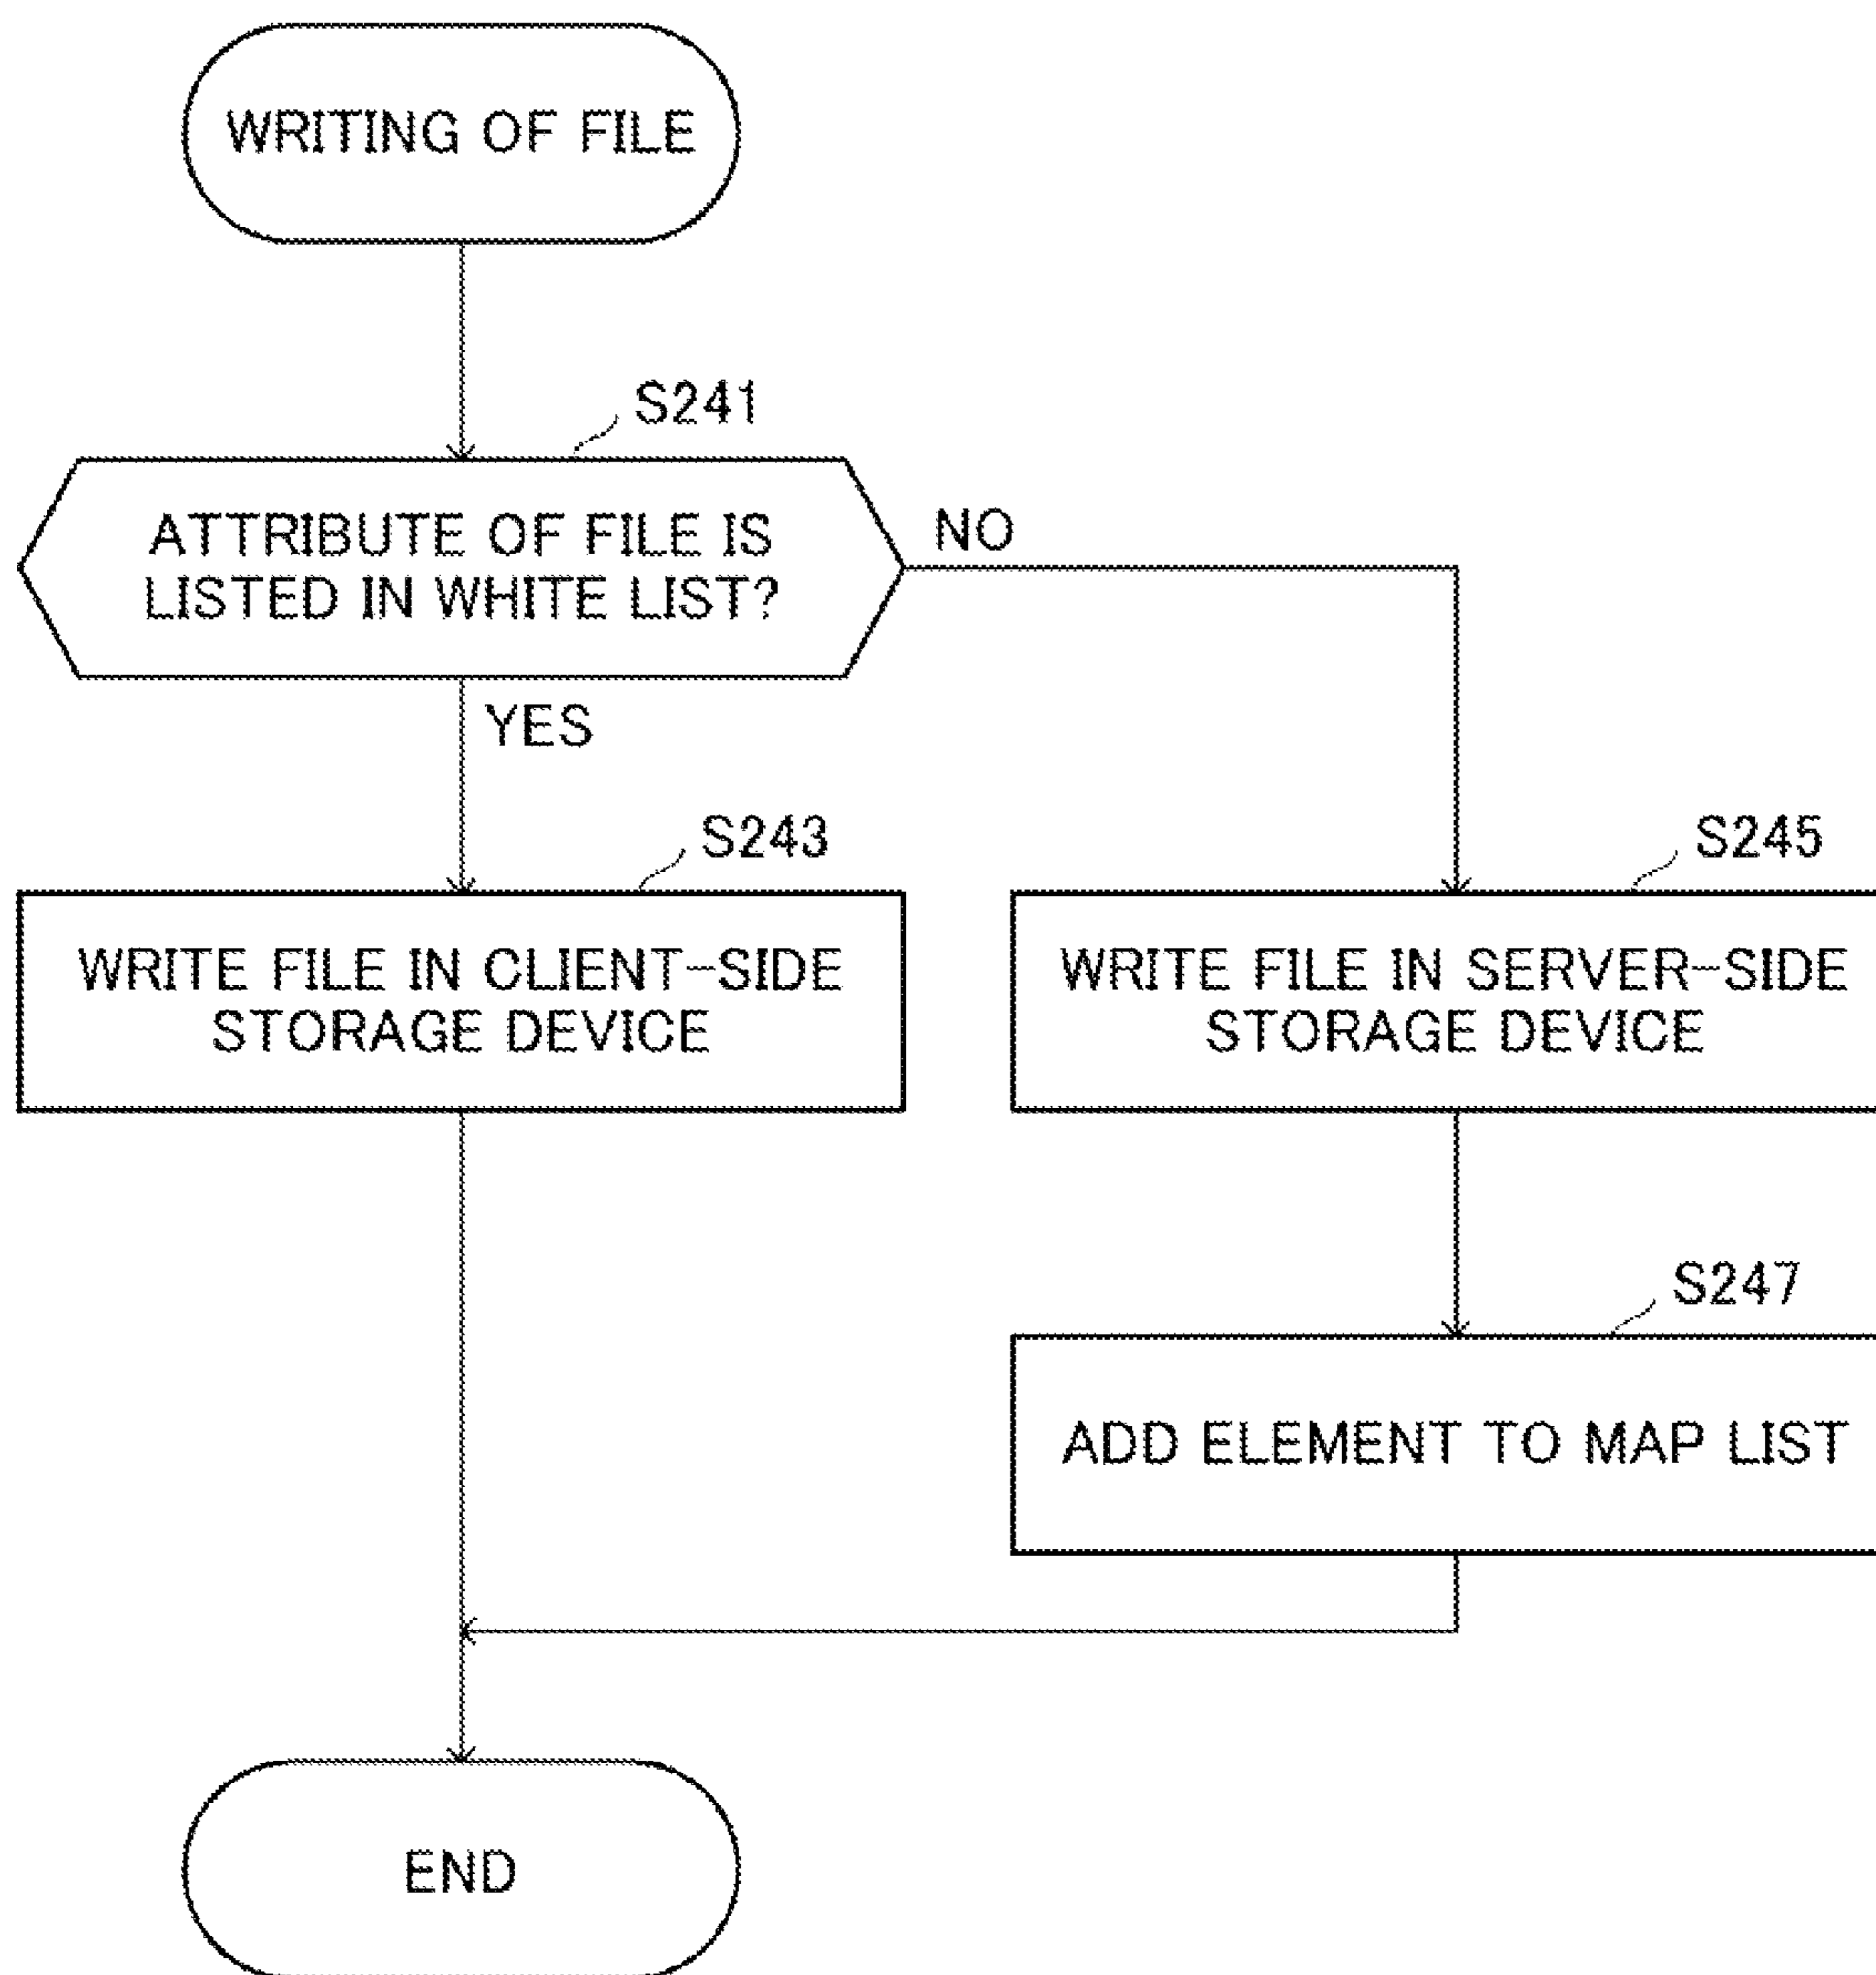 WRITING OF FILE
S241
ATTRIBUTE OF FILE IS
LISTED IN WHITE LIST?
NO
YES
S243
WRITE FILE IN CLIENT-SIDE
STORAGE DEVICE
S245
WRITE FILE IN SERVER-SIDE
STORAGE DEVICE
S247
ADD ELEMENT TO MAP LIST
END